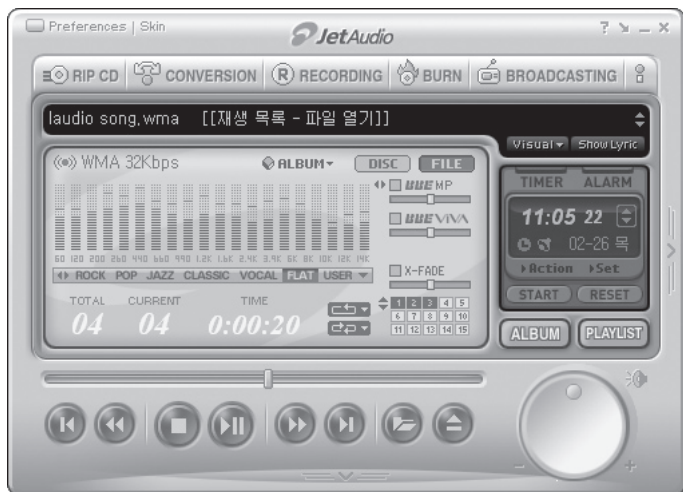 Preferences | Skin
JetAudio
RIP CD CONVERSION R RECORDING BURN BROADCASTING
laudio song,wma [[재생 목록 - 파일 열기]]
Visual Show Lyric
WMA 32Kbps ALBUM DISC FILE
BBE MP
BBE VIVA
60 120 200 260 440 660 990 1.2K 1.6K 2.4K 3.9K 5K 8K 10K 12K 14K
ROCK POP JAZZ CLASSIC VOCAL FLAT USER
X-FADE
TOTAL CURRENT TIME
04 04 0:00:20
1 2 3 4 5
6 7 8 9 10
11 12 13 14 15
TIMER ALARM
11:05 22
02-26 목
Action Set
START RESET
ALBUM PLAYLIST